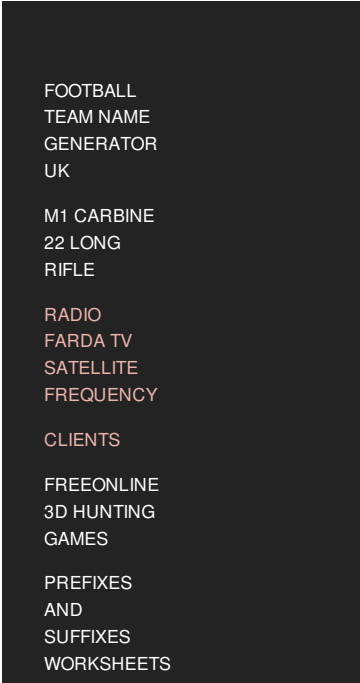 FOOTBALL
TEAM NAME
GENERATOR
UK
M1 CARBINE
22 LONG
RIFLE
RADIO
FARDA TV
SATELLITE
FREQUENCY
CLIENTS
FREEONLINE
3D HUNTING
GAMES
PREFIXES
AND
SUFFIXES
WORKSHEETS